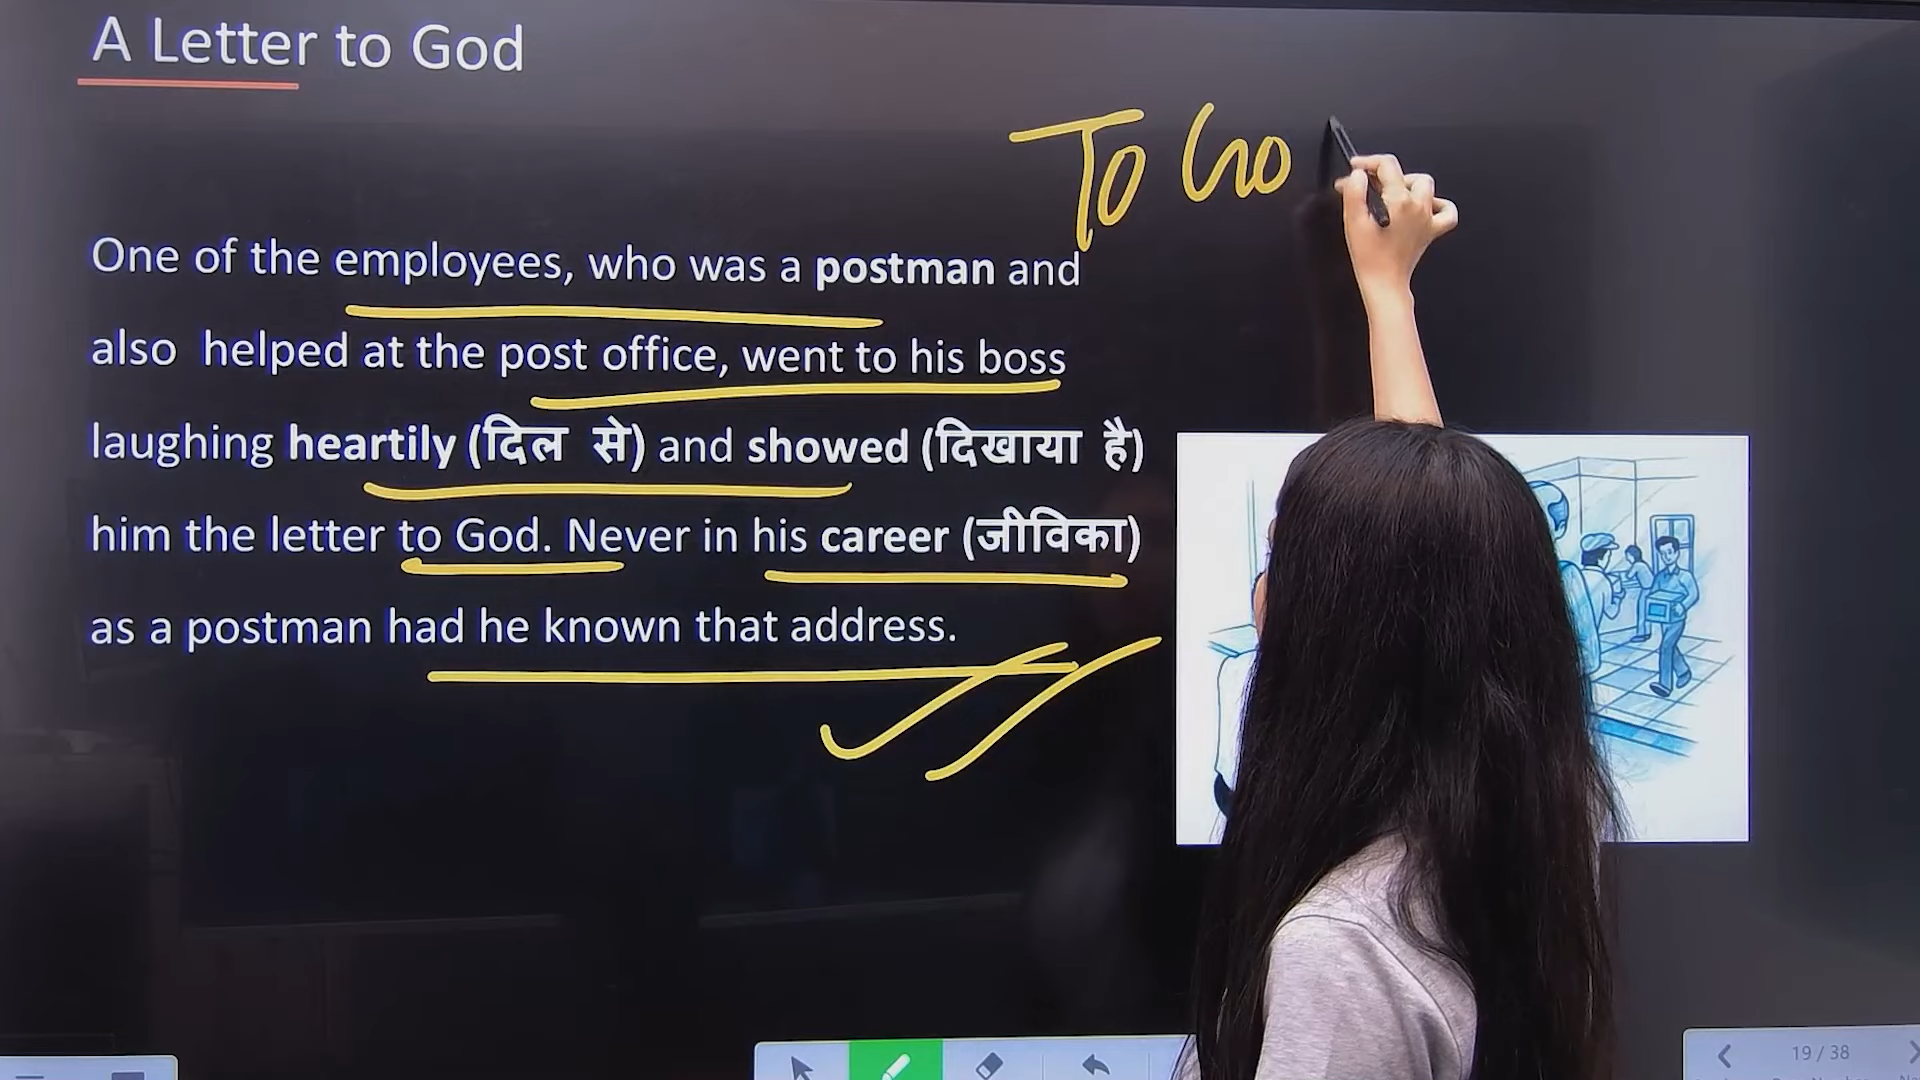 A Letter to God
To Go
One of the employees, who was a postman and
also helped at the post office, went to his boss
laughing heartily (दिल से) and showed (दिखाया है)
him the letter to God. Never in his career (जीविका)
as a postman had he known that address.
19 / 38